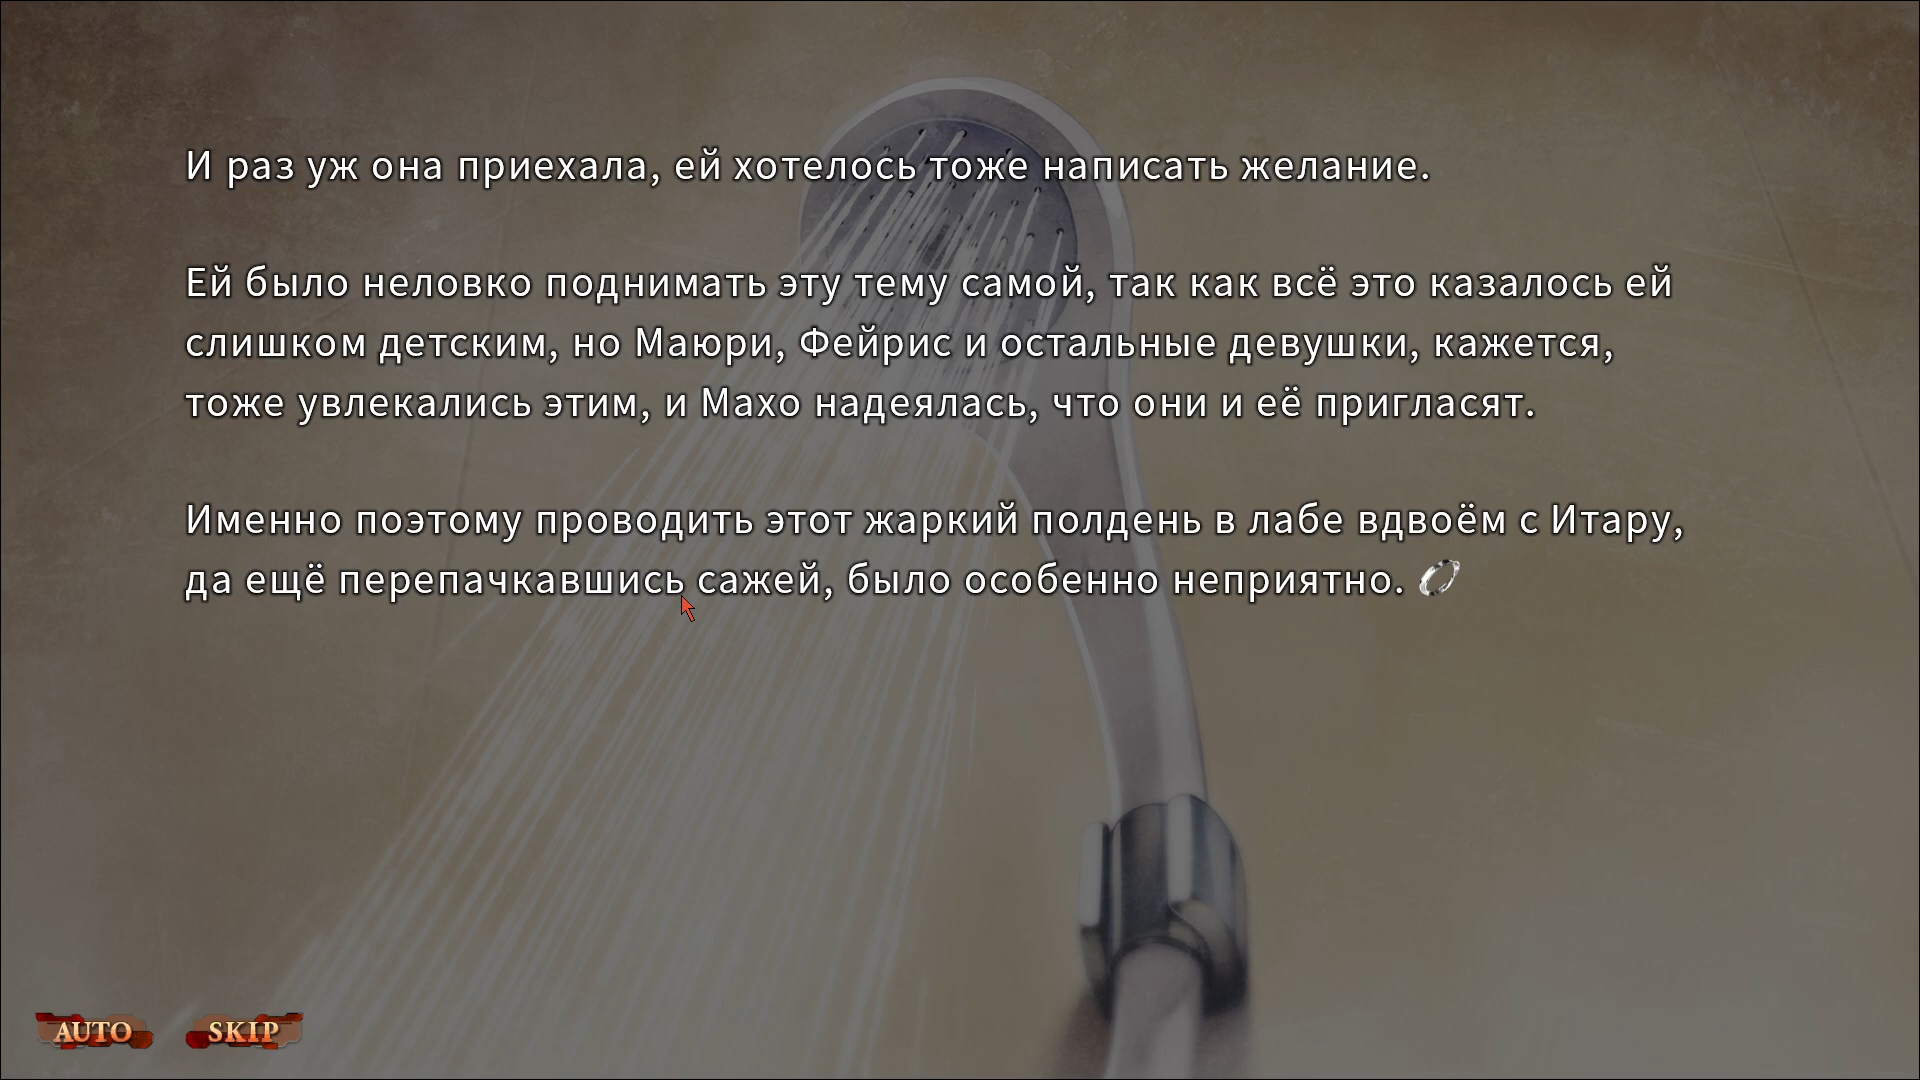 И раз уж она приехала, ей хотелось тоже написать желание.
Ей было неловко поднимать эту тему самой, так как всё это казалось ей
слишком детским, но Маюри, Фейрис и остальные девушки, кажется,
тоже увлекались этим, и Махо надеялась, что они и её пригласят.
Именно поэтому проводить этот жаркий полдень в лабе вдвоём с Итару,
да ещё перепачкавшись сажей, было особенно неприятно.
AUTO SKIP